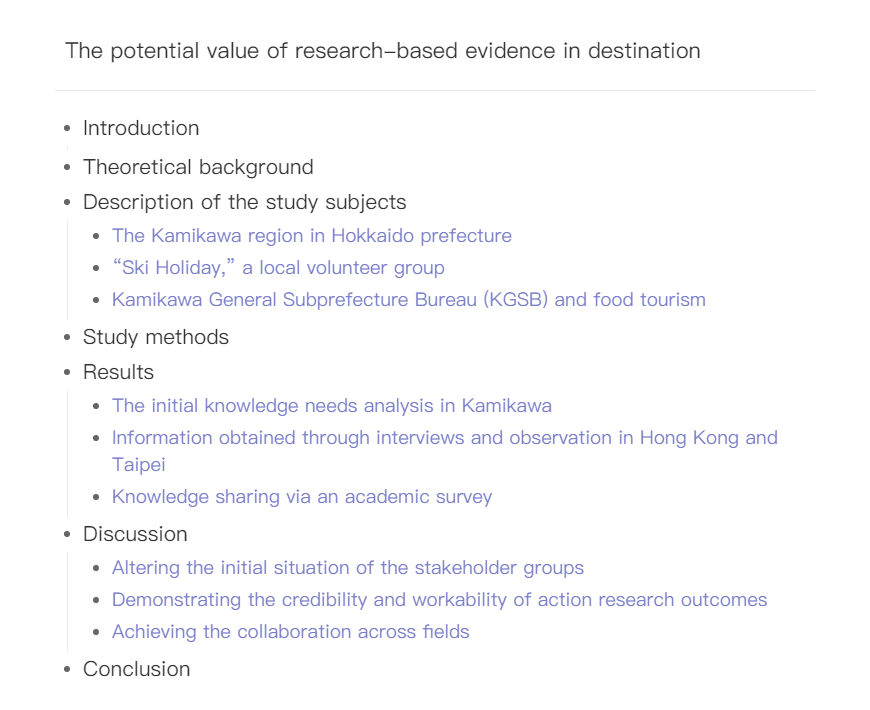 The potential value of research-based evidence in destination
Introduction
Theoretical background
Description of the study subjects
The Kamikawa region in Hokkaido prefecture
“Ski Holiday,” a local volunteer group
Kamikawa General Subprefecture Bureau (KGSB) and food tourism
Study methods
Results
The initial knowledge needs analysis in Kamikawa
Information obtained through interviews and observation in Hong Kong and
Taipei
Knowledge sharing via an academic survey
Discussion
Altering the initial situation of the stakeholder groups
Demonstrating the credibility and workability of action research outcomes
Achieving the collaboration across fields
Conclusion